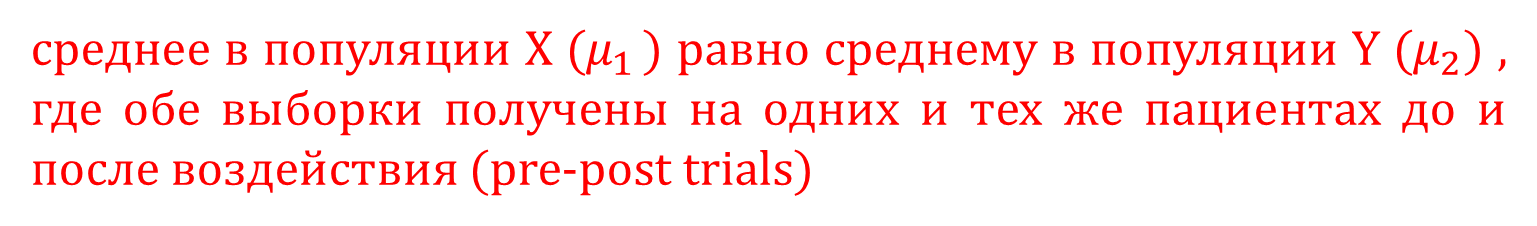 среднее в популяции X (𝜇₁ ) равно среднему в популяции Y (𝜇₂) ,
где обе выборки получены на одних и тех же пациентах до и
после воздействия (pre-post trials)